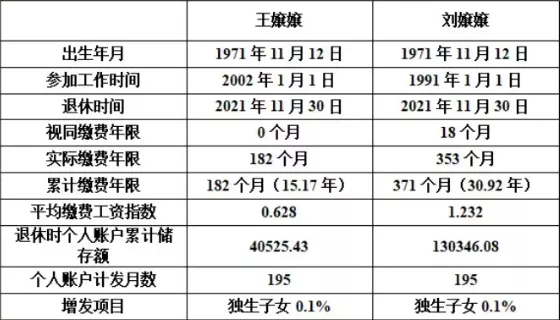 王嬢嬢 刘嬢嬢
出生年月 1971 年 11 月 12 日 1971 年 11 月 12 日
参加工作时间 2002 年 1 月 1 日 1991 年 1 月 1 日
退休时间 2021 年 11 月 30 日 2021 年 11 月 30 日
视同缴费年限 0 个月 18 个月
实际缴费年限 182 个月 353 个月
累计缴费年限 182 个月（15.17 年） 371 个月（30.92 年）
平均缴费工资指数 0.628 1.232
退休时个人账户累计储
存额 40525.43 130346.08
个人账户计发月数 195 195
增发项目 独生子女 0.1% 独生子女 0.1%